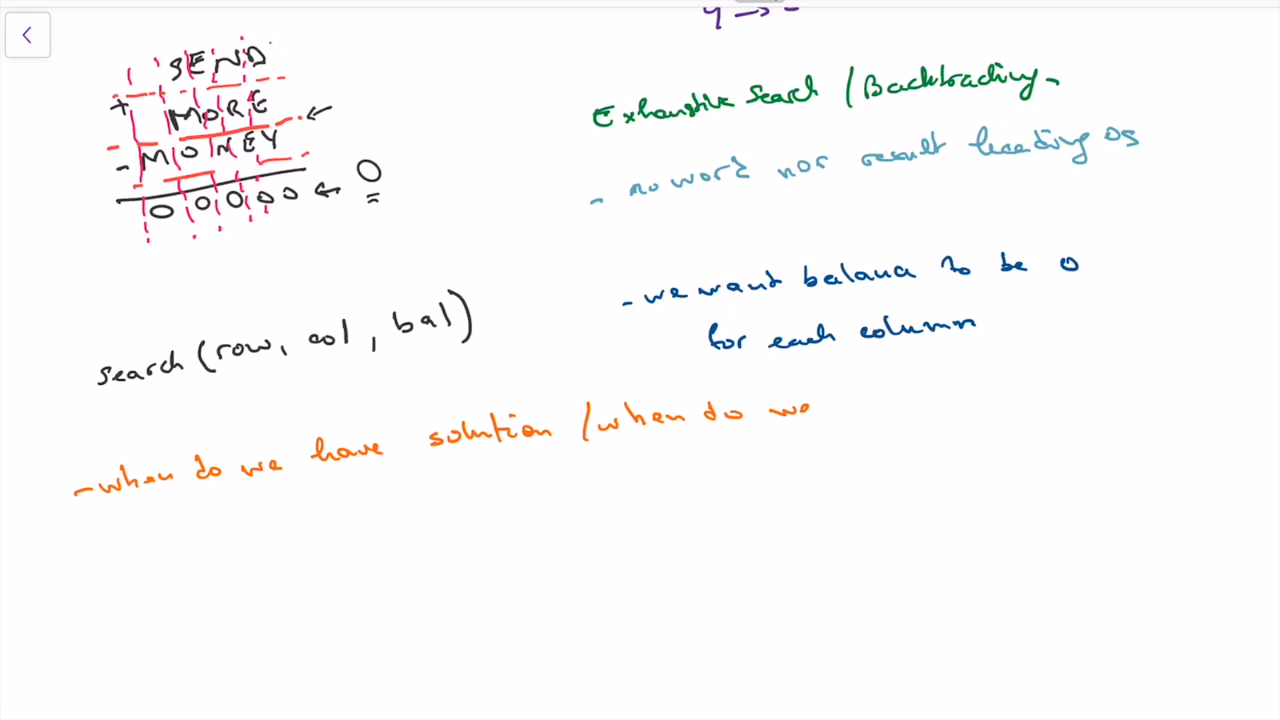 y →
SEND
+ MORE ←
- MONEY
0 0 0 0 0 ← 0
Exhaustive Search / Backtracking
- no word nor result leading 0s
- we want balance to be 0
for each column
search (row, col, bal)
- when do we have solution / when do we